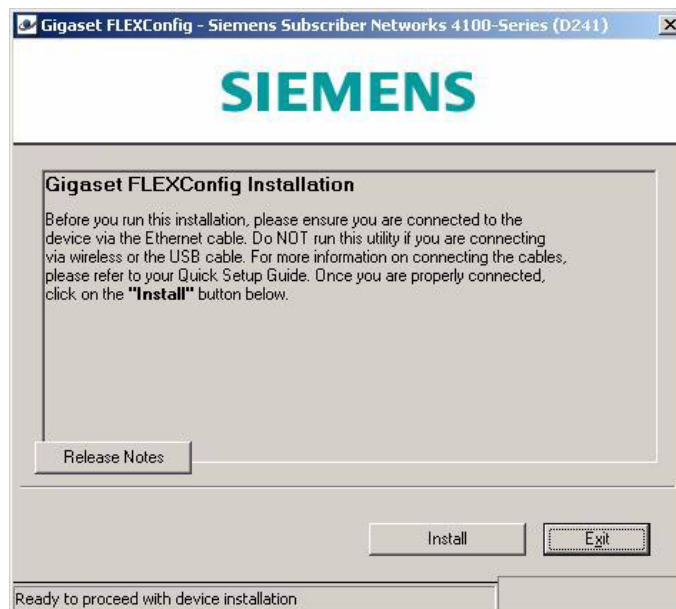 Gigaset FLEXConfig - Siemens Subscriber Networks 4100-Series (D241)
SIEMENS
Gigaset FLEXConfig Installation
Before you run this installation, please ensure you are connected to the
device via the Ethernet cable. Do NOT run this utility if you are connecting
via wireless or the USB cable. For more information on connecting the cables,
please refer to your Quick Setup Guide. Once you are properly connected,
click on the "Install" button below.
Release Notes
Install
Exit
Ready to proceed with device installation